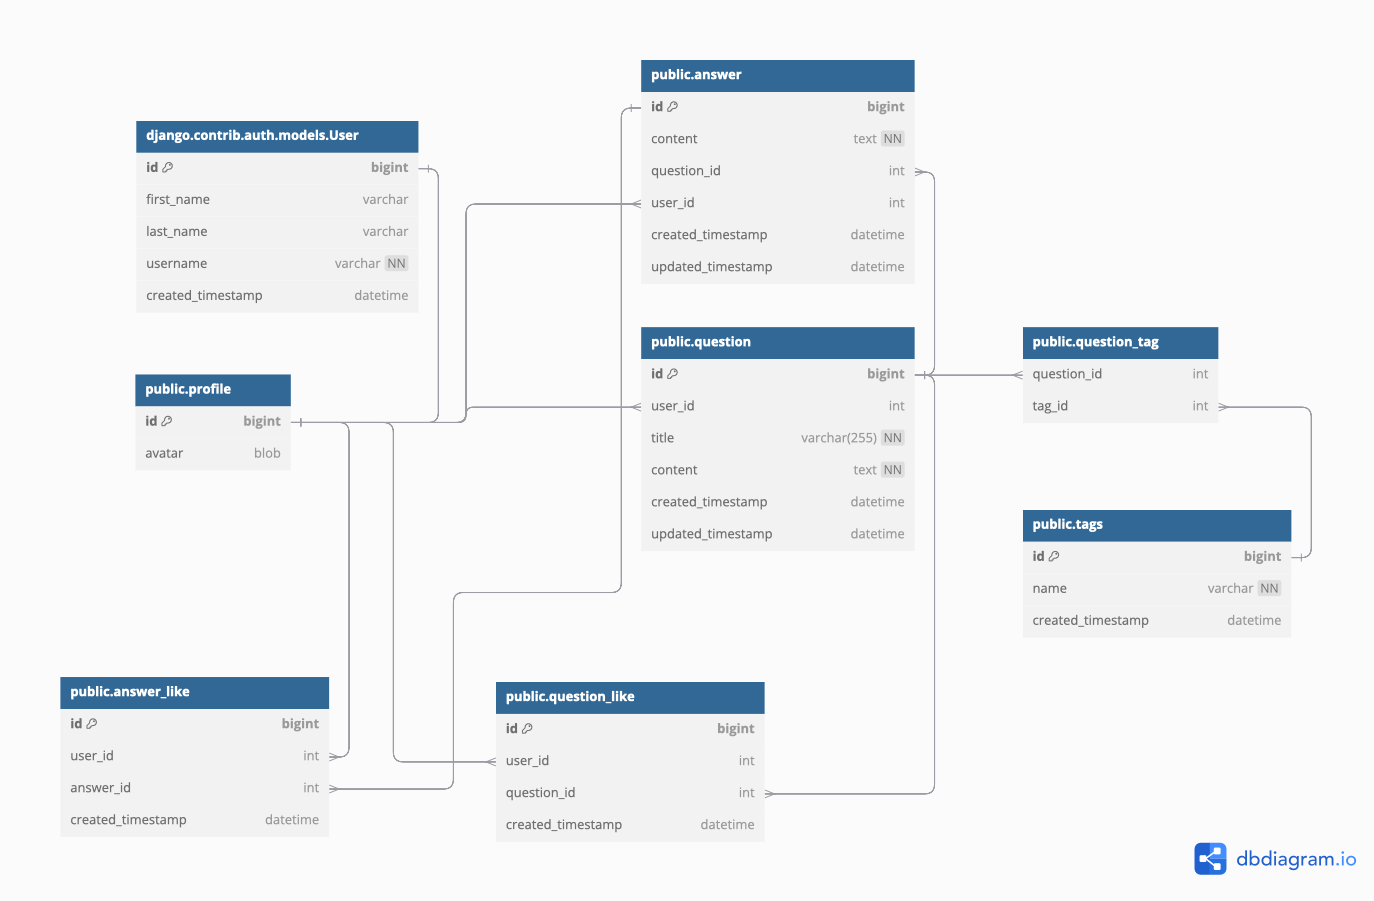 public.answer
id bigint
content text NN
question_id int
user_id int
created_timestamp datetime
updated_timestamp datetime
django.contrib.auth.models.User
id bigint
first_name varchar
last_name varchar
username varchar NN
created_timestamp datetime
public.question
id bigint
user_id int
title varchar(255) NN
content text NN
created_timestamp datetime
updated_timestamp datetime
public.question_tag
question_id int
tag_id int
public.profile
id bigint
avatar blob
public.tags
id bigint
name varchar NN
created_timestamp datetime
public.answer_like
id bigint
user_id int
answer_id int
created_timestamp datetime
public.question_like
id bigint
user_id int
question_id int
created_timestamp datetime
dbdiagram.io